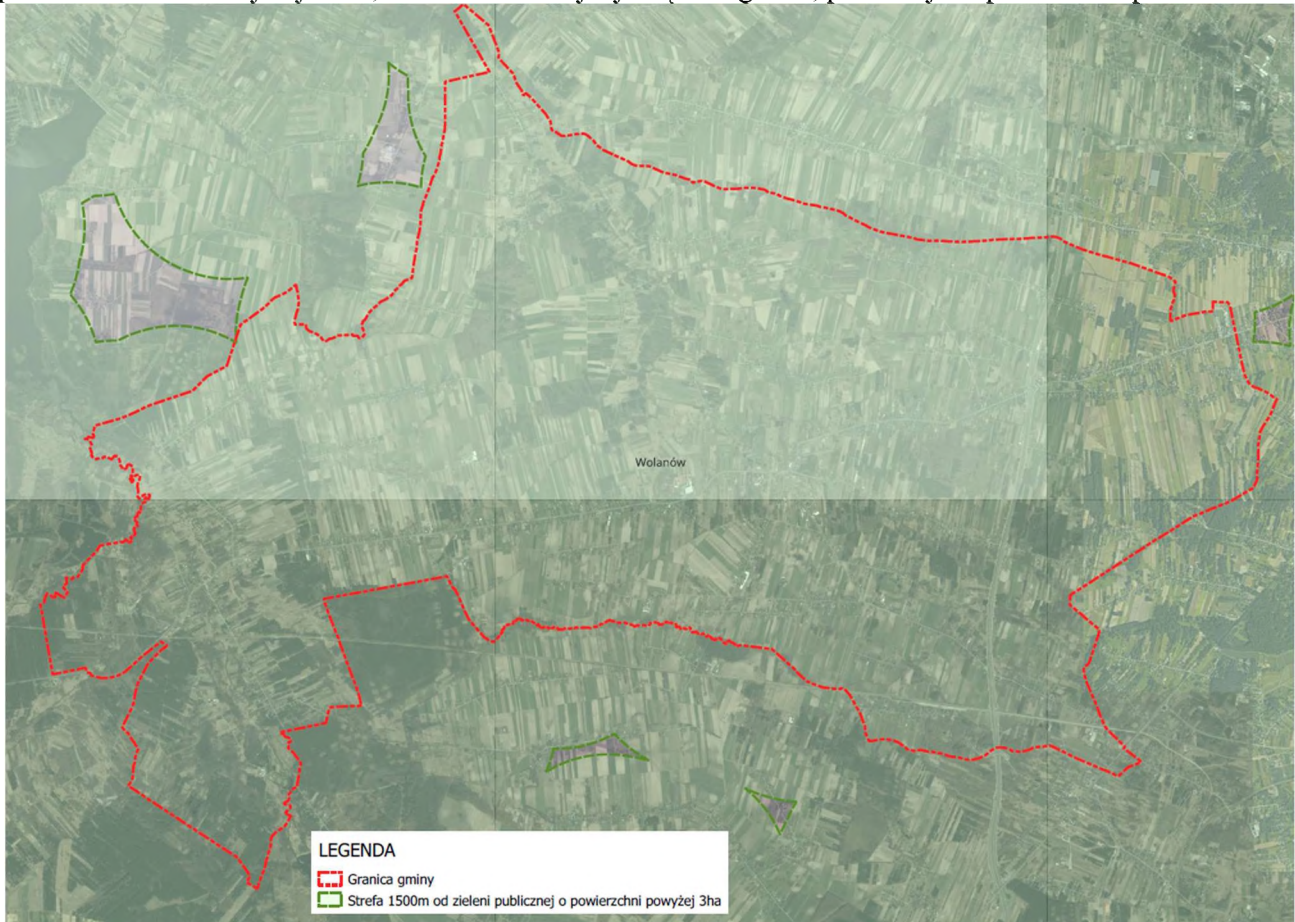 Wolanów
LEGENDA
Granica gminy
Strefa 1500m od zieleni publicznej o powierzchni powyżej 3ha